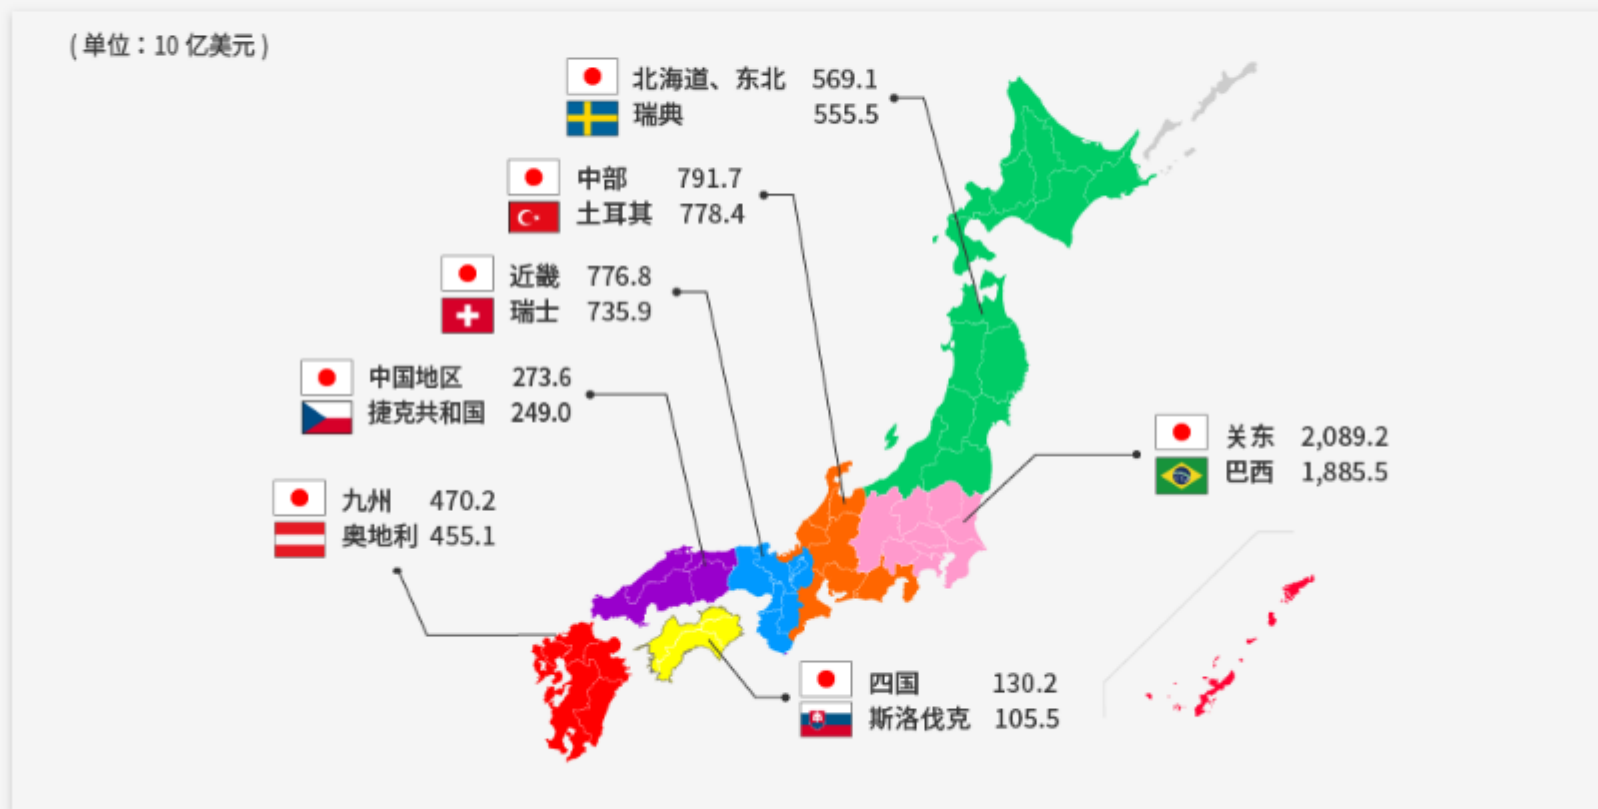 （单位：10 亿美元）
北海道、东北 569.1
瑞典 555.5
中部 791.7
土耳其 778.4
近畿 776.8
瑞士 735.9
中国地区 273.6
捷克共和国 249.0
关东 2,089.2
巴西 1,885.5
九州 470.2
奥地利 455.1
四国 130.2
斯洛伐克 105.5